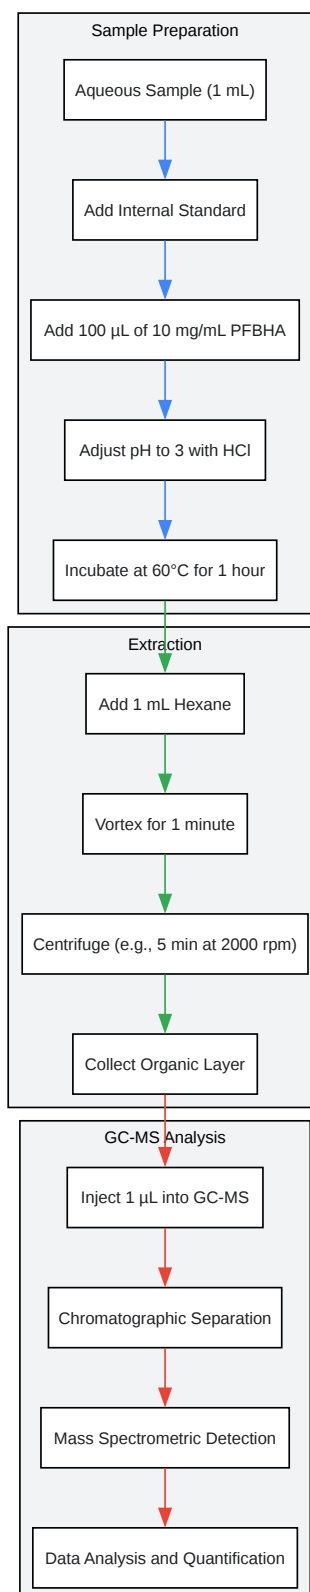 Sample Preparation
Aqueous Sample (1 mL)
Add Internal Standard
Add 100 µL of 10 mg/mL PFBHA
Adjust pH to 3 with HCl
Incubate at 60°C for 1 hour
Extraction
Add 1 mL Hexane
Vortex for 1 minute
Centrifuge (e.g., 5 min at 2000 rpm)
Collect Organic Layer
GC-MS Analysis
Inject 1 µL into GC-MS
Chromatographic Separation
Mass Spectrometric Detection
Data Analysis and Quantification